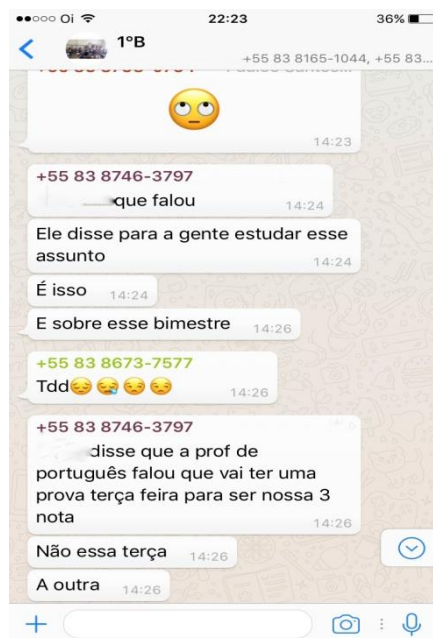 Oi 22:23 36%
1°B
+55 83 8165-1044, +55 83...
14:23
+55 83 8746-3797
que falou 14:24
Ele disse para a gente estudar esse
assunto 14:24
É isso 14:24
E sobre esse bimestre 14:26
+55 83 8673-7577
Tdd😔😪😒😒 14:26
+55 83 8746-3797
disse que a prof de
português falou que vai ter uma
prova terça feira para ser nossa 3
nota 14:26
Não essa terça 14:26
A outra 14:26